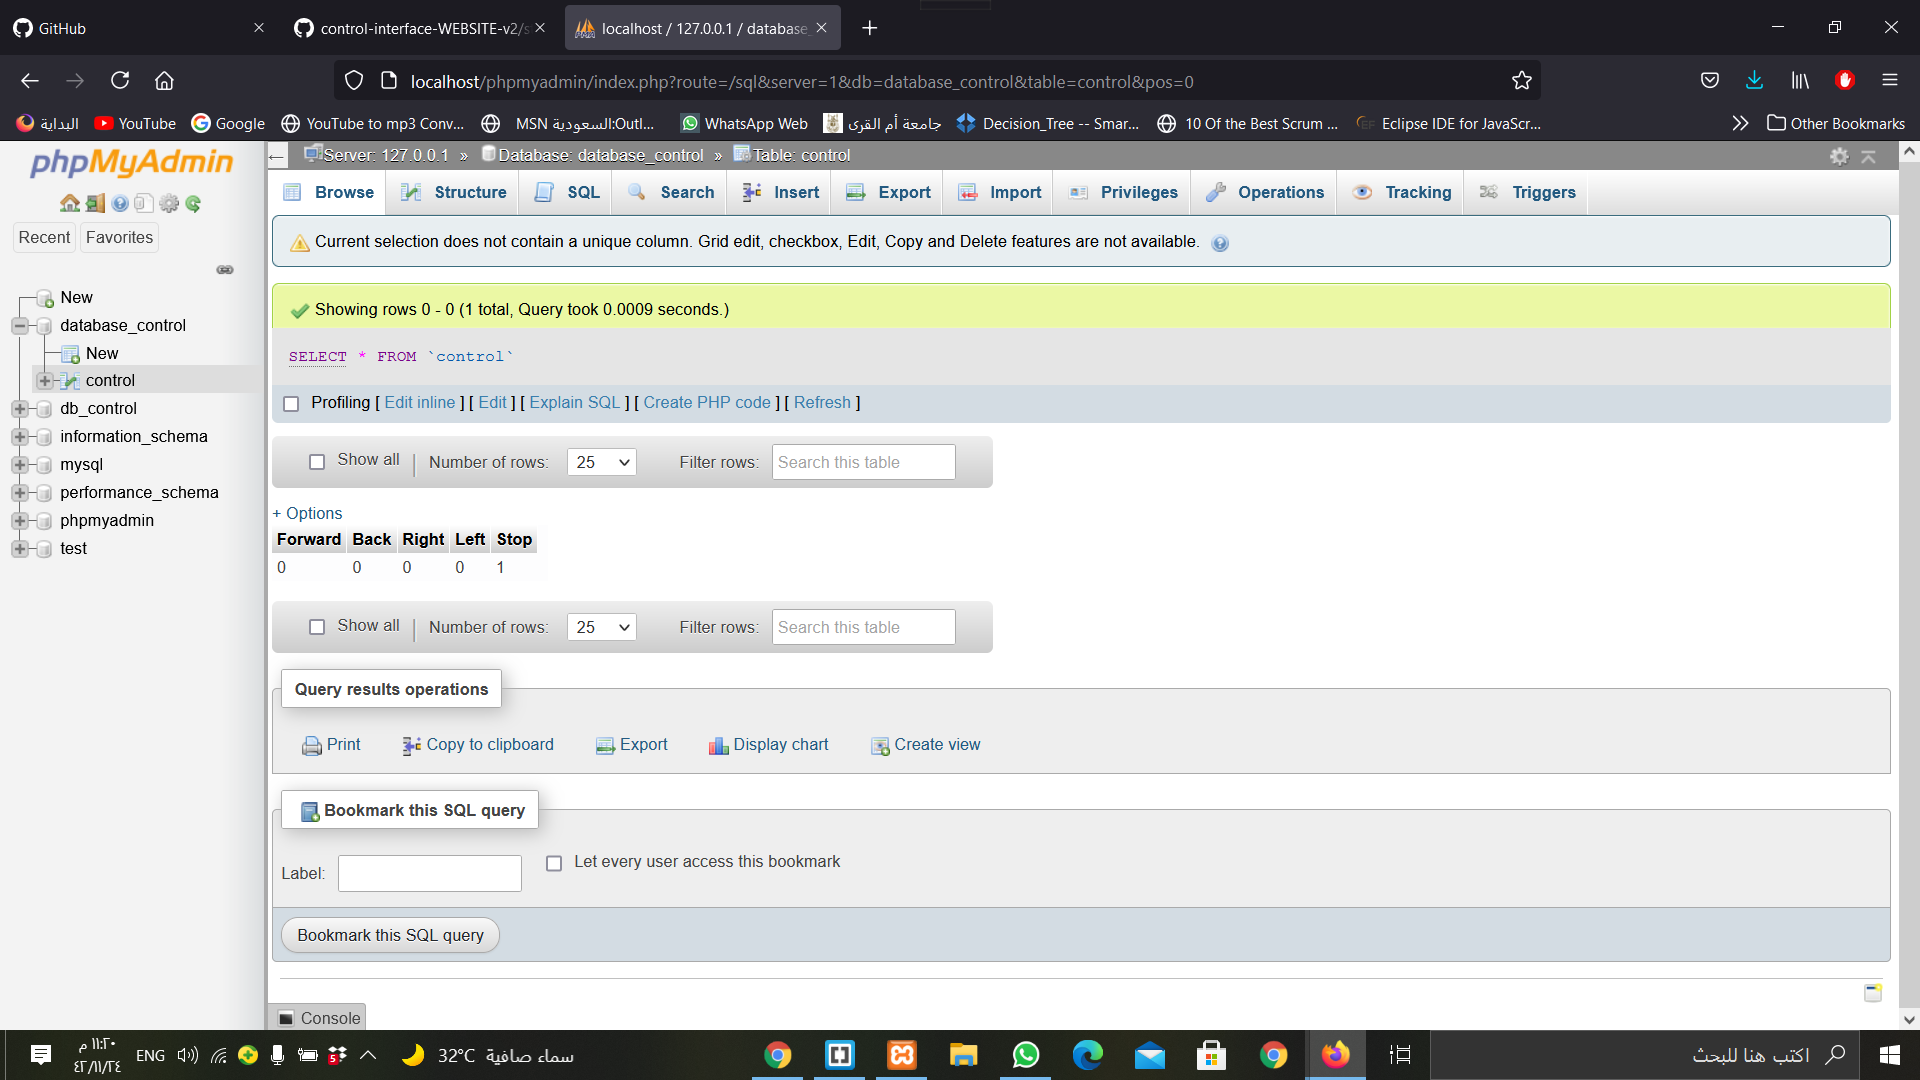 GitHub
control-interface-WEBSITE-v2/s
localhost / 127.0.0.1 / database_
localhost/phpmyadmin/index.php?route=/sql&server=1&db=database_control&table=control&pos=0
البداية
YouTube
Google
YouTube to mp3 Conv...
MSN السعودية:Outl...
WhatsApp Web
جامعة أم القرى
Decision_Tree -- Smar...
10 Of the Best Scrum ...
Eclipse IDE for JavaScr...
Other Bookmarks
phpMyAdmin
Recent
Favorites
New
database_control
New
control
db_control
information_schema
mysql
performance_schema
phpmyadmin
test
Server: 127.0.0.1 » Database: database_control » Table: control
Browse Structure SQL Search Insert Export Import Privileges Operations Tracking Triggers
Current selection does not contain a unique column. Grid edit, checkbox, Edit, Copy and Delete features are not available.
Showing rows 0 - 0 (1 total, Query took 0.0009 seconds.)
SELECT * FROM `control`
Profiling [ Edit inline ] [ Edit ] [ Explain SQL ] [ Create PHP code ] [ Refresh ]
Show all | Number of rows: 25 Filter rows: Search this table
+ Options
Forward Back Right Left Stop
0 0 0 0 1
Show all | Number of rows: 25 Filter rows: Search this table
Query results operations
Print Copy to clipboard Export Display chart Create view
Bookmark this SQL query
Label: Let every user access this bookmark
Bookmark this SQL query
Console
١١:٢٠ م
٤٢/١١/٢٤
ENG
5
32°C سماء صافية
اكتب هنا للبحث